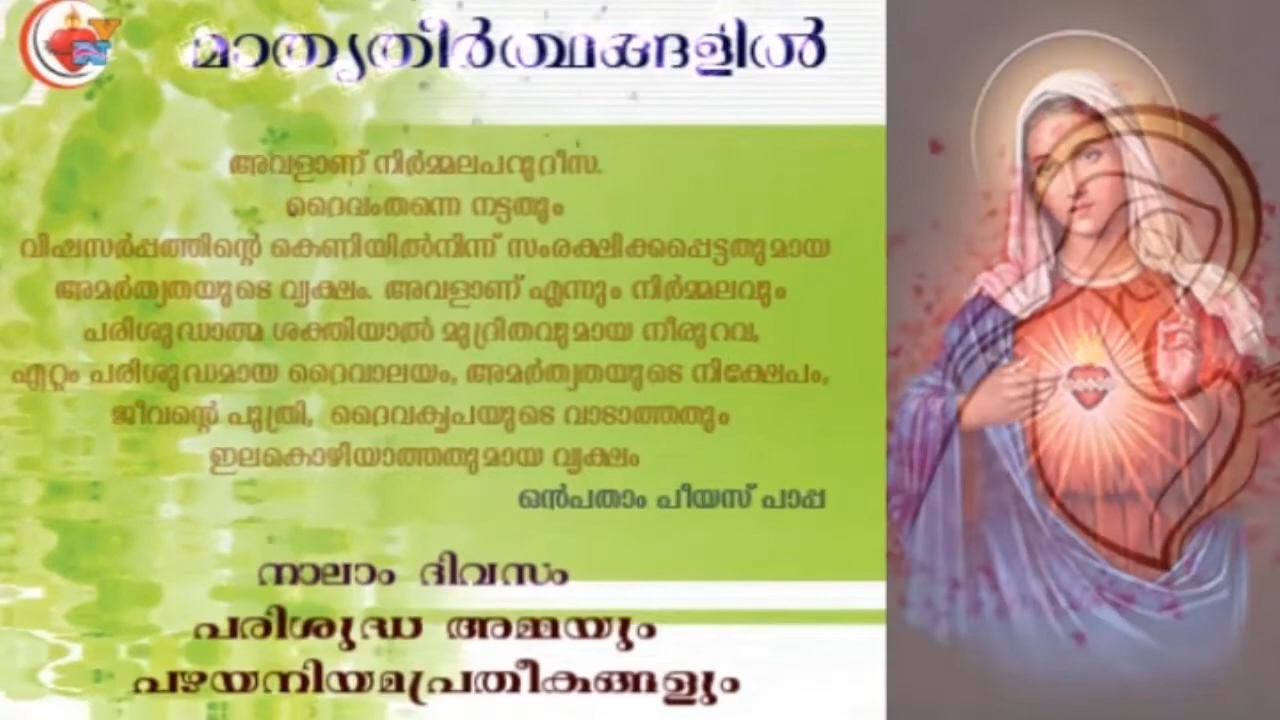 മാതൃതീർത്ഥങ്ങളിൽ
അവളാണ് നിർമ്മലപറുദീസ.
ദൈവംതന്നെ നട്ടതും
വിഷസർപ്പത്തിന്റെ കെണിയിൽനിന്ന് സംരക്ഷിക്കപ്പെട്ടതുമായ
അമർത്യതയുടെ വൃക്ഷം. അവളാണ് എന്നും നിർമ്മലവും
പരിശുദ്ധാത്മ ശക്തിയാൽ മുദ്രിതവുമായ നീരുറവ,
ഏറ്റം പരിശുദ്ധമായ ദൈവാലയം, അമർത്യതയുടെ നിക്ഷേപം,
ജീവന്റെ പുത്രി, ദൈവകൃപയുടെ വാടാത്തതും
ഇലകൊഴിയാത്തതുമായ വൃക്ഷം
ഒൻപതാം പീയസ് പാപ്പ
നാലാം ദിവസം
പരിശുദ്ധ അമ്മയും
പഴയനിയമപ്രതീകങ്ങളും